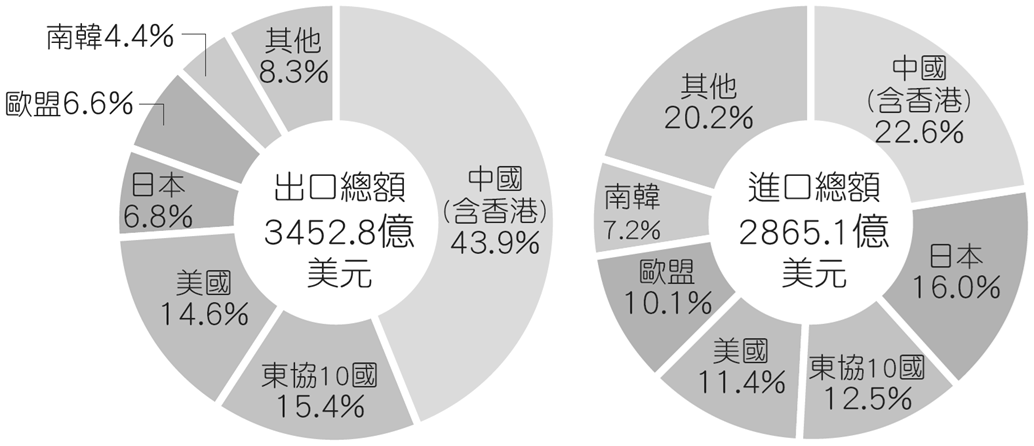 南韓4.4%
其他
8.3%
歐盟6.6%
日本
6.8%
美國
14.6%
東協10國
15.4%
中國
(含香港)
43.9%
出口總額
3452.8億
美元
其他
20.2%
中國
(含香港)
22.6%
南韓
7.2%
歐盟
10.1%
美國
11.4%
東協10國
12.5%
日本
16.0%
進口總額
2865.1億
美元